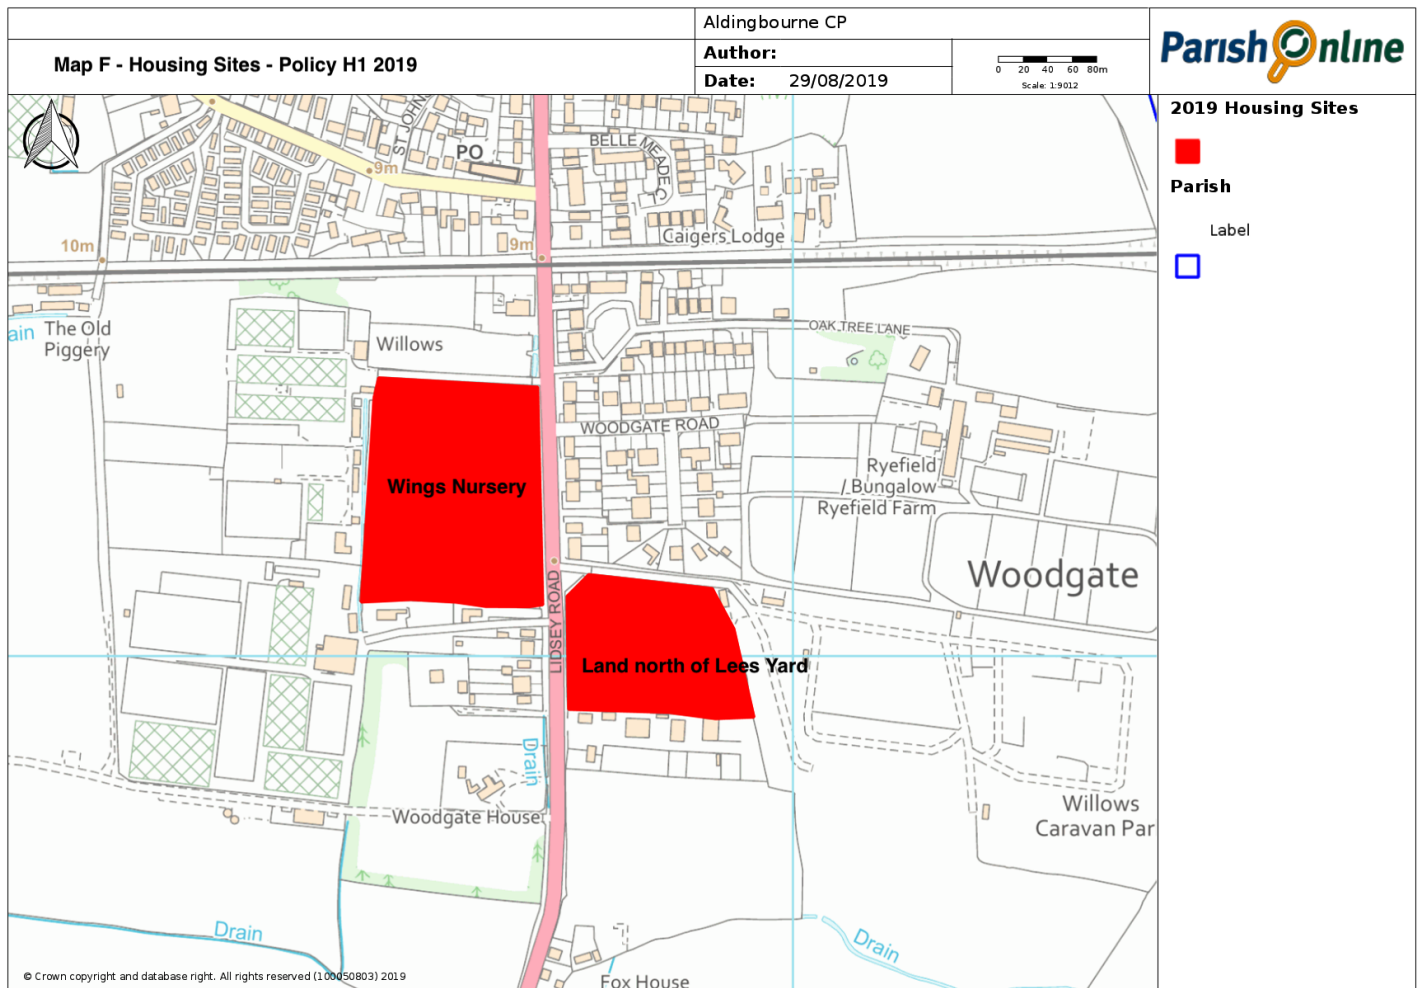 Aldingbourne CP
Map F - Housing Sites - Policy H1 2019
Author:
Date: 29/08/2019
0 20 40 60 80m
Scale: 1:9012
Parish Online
2019 Housing Sites
Parish
Label
ST JOHN
PO
BELLE MEADE CL
9m
10m
9m
Caigers Lodge
ain
The Old
Piggery
Willows
OAK TREE LANE
WOODGATE ROAD
Wings Nursery
Ryefield
Bungalow
Ryefield Farm
Woodgate
LIDSEY ROAD
Land north of Lees Yard
Drain
Woodgate House
Willows
Caravan Par
Drain
Drain
Fox House
© Crown copyright and database right. All rights reserved (100050803) 2019